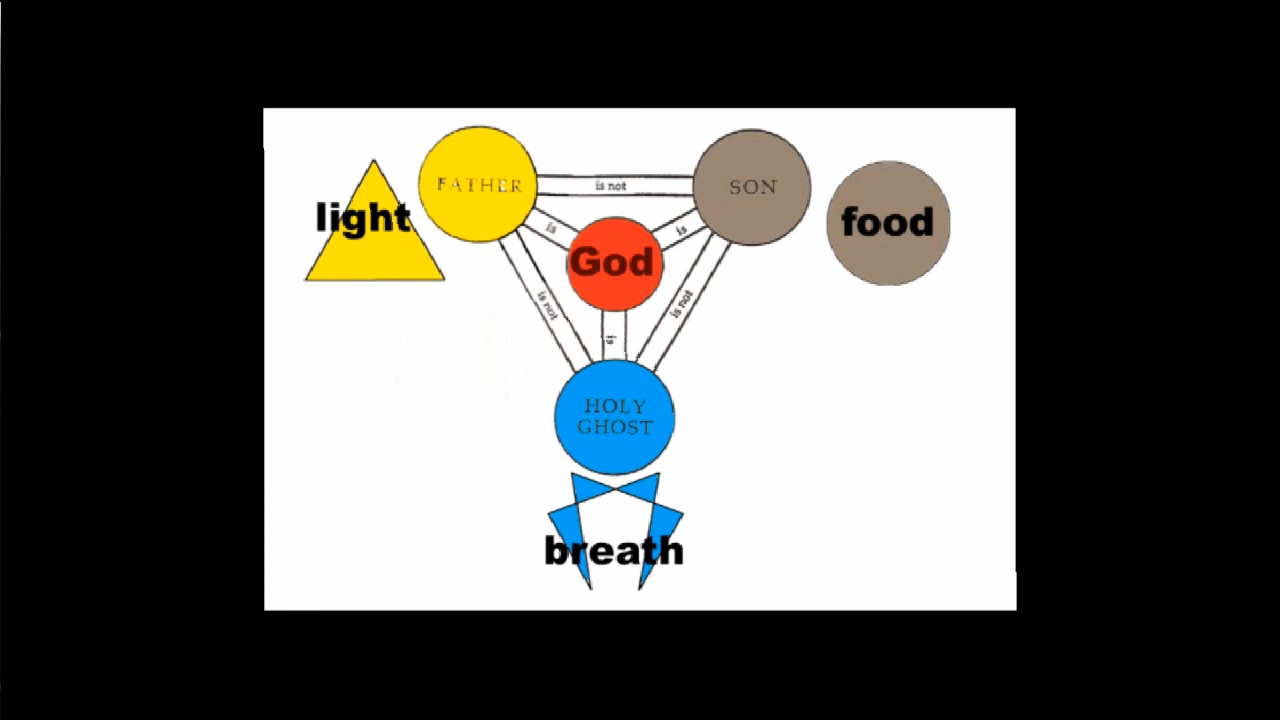 FATHER
is not
SON
light
food
is
is
God
is not
is not
is
HOLY
GHOST
breath